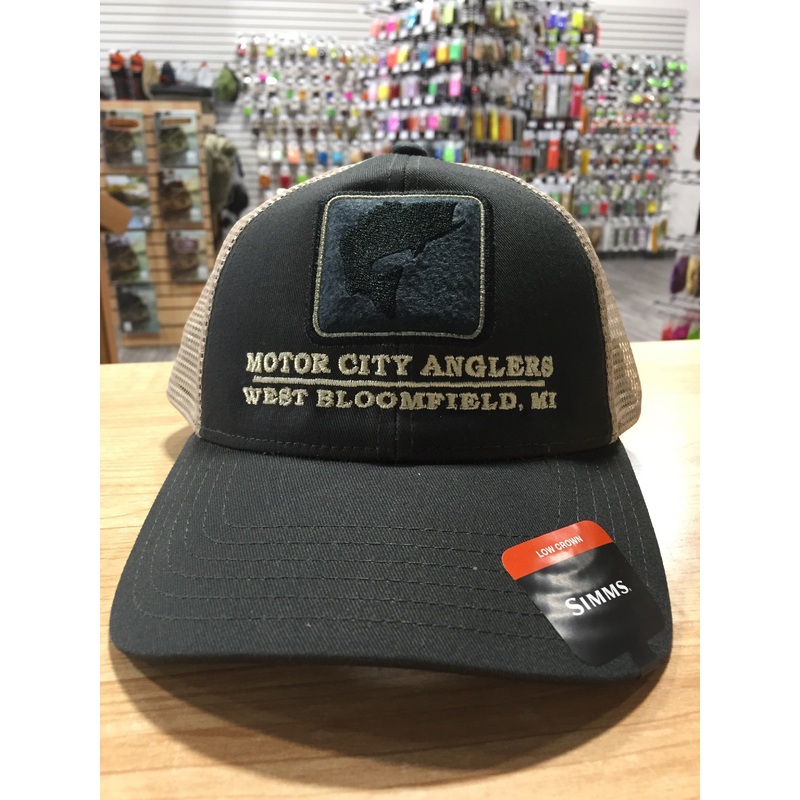 MOTOR CITY ANGLERS
WEST BLOOMFIELD, MI
LOW CROWN
SIMMS.